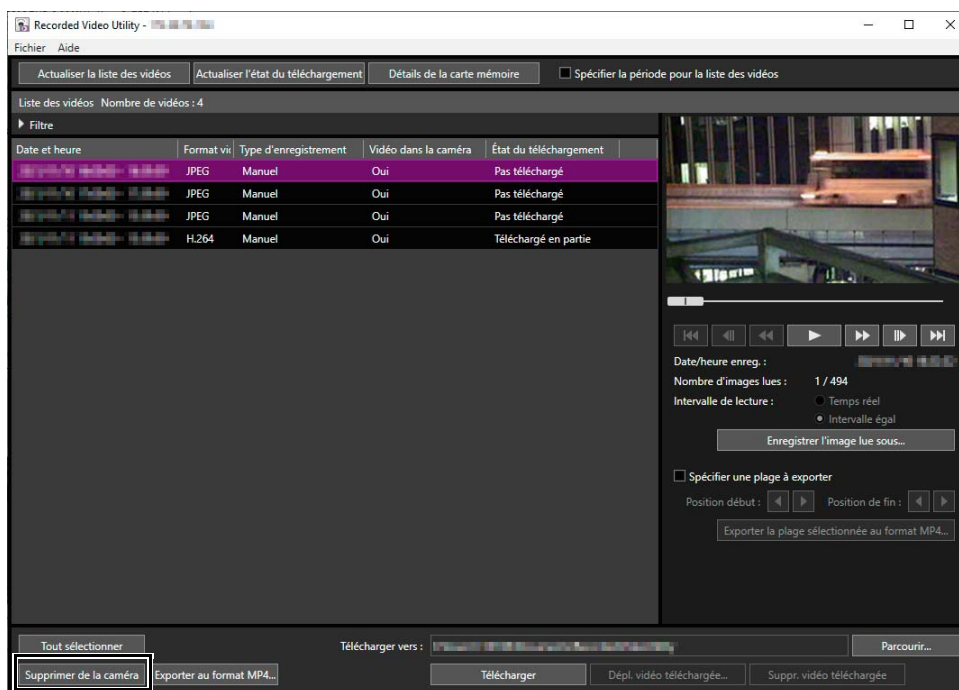 Recorded Video Utility -
Fichier Aide
Actualiser la liste des vidéos Actualiser l'état du téléchargement Détails de la carte mémoire Spécifier la période pour la liste des vidéos
Liste des vidéos Nombre de vidéos : 4
Filtre
Date et heure Format vi Type d'enregistrement Vidéo dans la caméra État du téléchargement
JPEG Manuel Oui Pas téléchargé
JPEG Manuel Oui Pas téléchargé
JPEG Manuel Oui Pas téléchargé
H.264 Manuel Oui Téléchargé en partie
Date/heure enreg. :
Nombre d'images lues : 1 / 494
Intervalle de lecture : Temps réel
Intervalle égal
Enregistrer l'image lue sous...
Spécifier une plage à exporter
Position début : Position de fin :
Exporter la plage sélectionnée au format MP4...
Tout sélectionner Télécharger vers : Parcourir...
Supprimer de la caméra Exporter au format MP4... Télécharger Dépl. vidéo téléchargée... Suppr. vidéo téléchargée